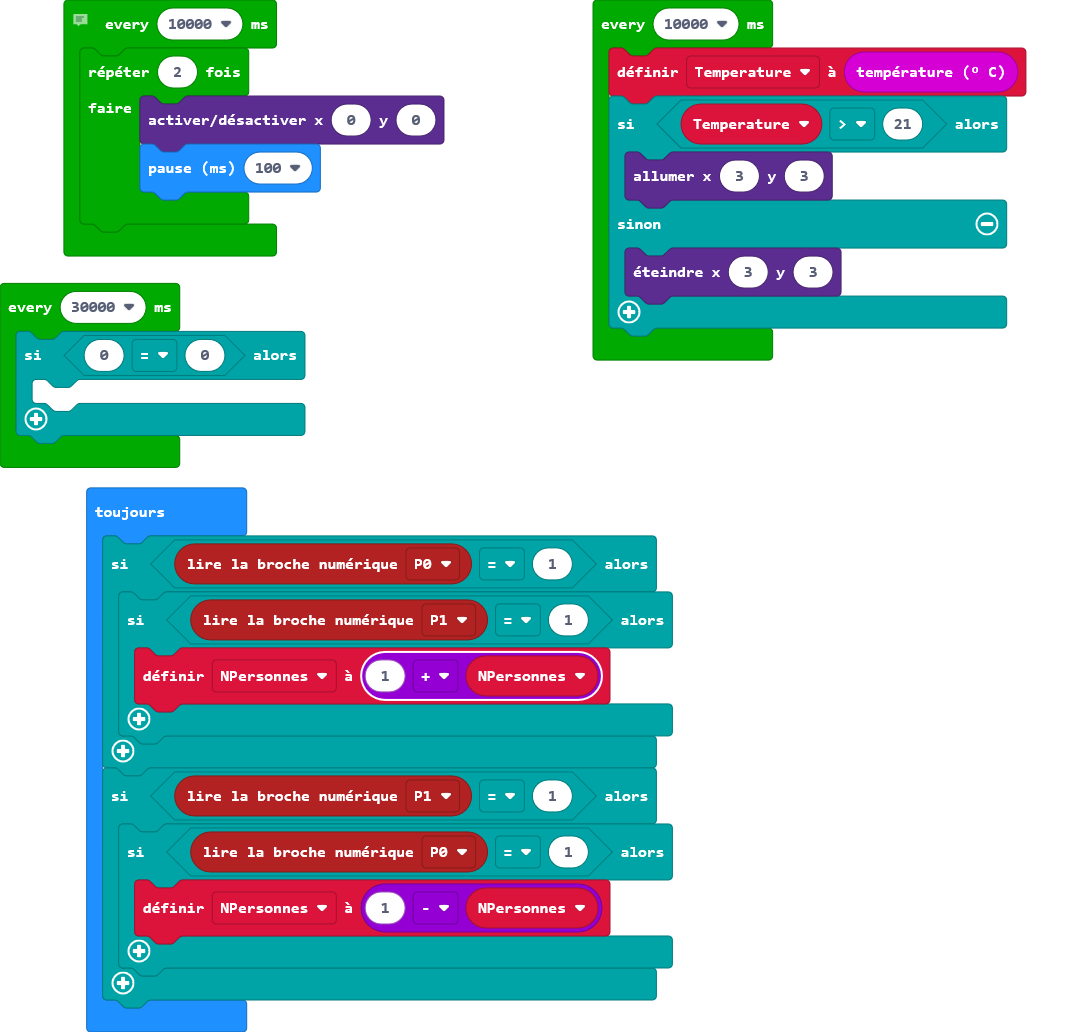 every 10000 ms
répéter 2 fois
faire
activer/désactiver x 0 y 0
pause (ms) 100
every 10000 ms
définir Temperature à température (º C)
si Temperature > 21 alors
allumer x 3 y 3
sinon
éteindre x 3 y 3
every 30000 ms
si 0 = 0 alors
toujours
si lire la broche numérique P0 = 1 alors
si lire la broche numérique P1 = 1 alors
définir NPersonnes à 1 + NPersonnes
si lire la broche numérique P1 = 1 alors
si lire la broche numérique P0 = 1 alors
définir NPersonnes à 1 - NPersonnes